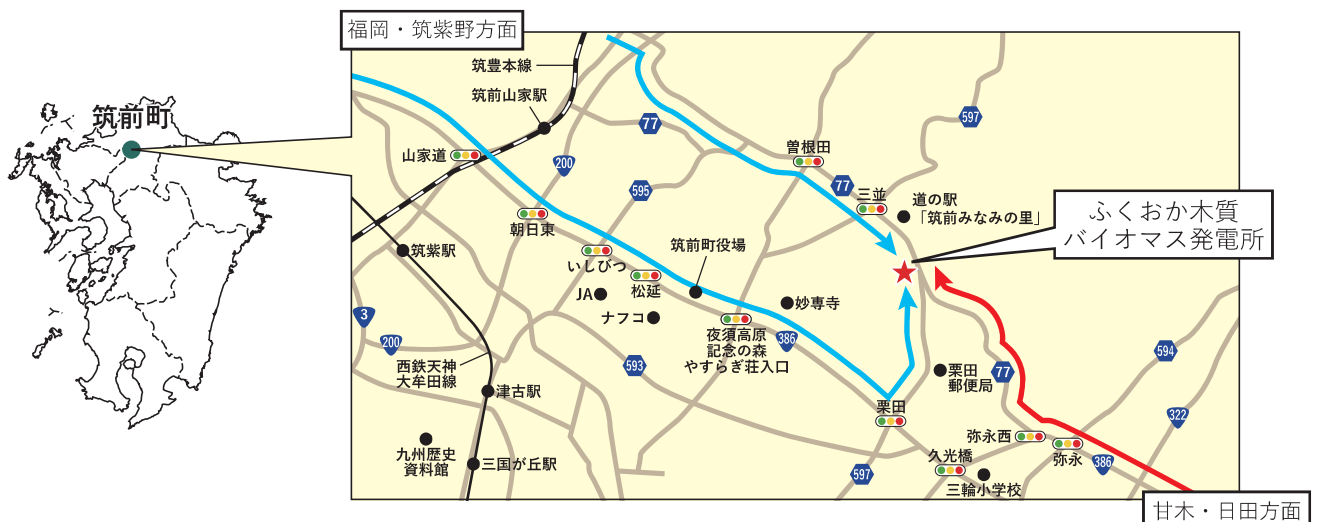 福岡・筑紫野方面
筑前町
筑豊本線
筑前山家駅
山家道
200
77
595
597
曽根田
77
三並
道の駅
「筑前みなみの里」
ふくおか木質
バイオマス発電所
朝日東
筑紫駅
いしびつ
松延
筑前町役場
JA
ナフコ
妙専寺
夜須高原
記念の森
やすらぎ荘入口
386
3
200
西鉄天神
大牟田線
593
津古駅
栗田
郵便局
77
594
322
栗田
九州歴史
資料館
三国が丘駅
597
久光橋
三輪小学校
弥永西
弥永
386
甘木・日田方面